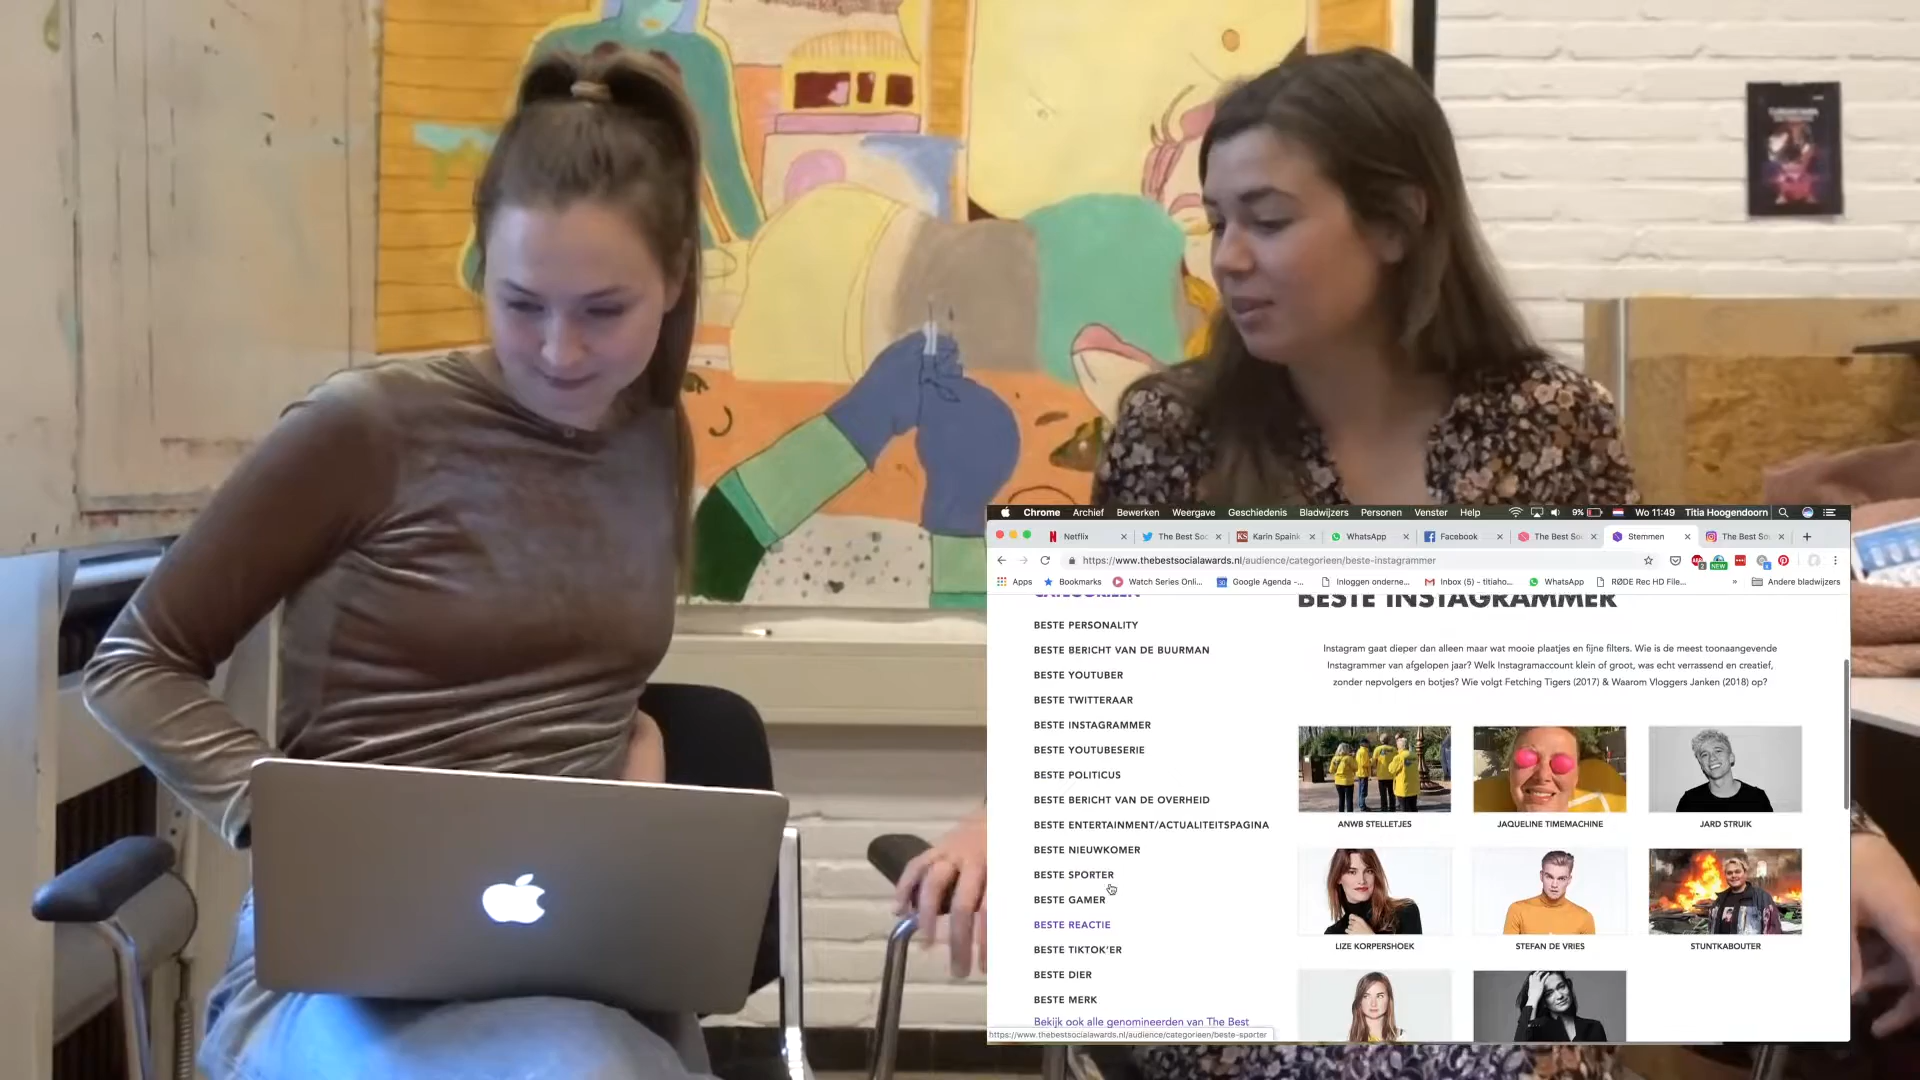 Chrome Archief Bewerken Weergave Geschiedenis Bladwijzers Personen Venster Help 9% Wo 11:49 Titia Hoogendoorn
Netflix The Best Soc Karin Spaink WhatsApp Facebook The Best So Stemmen The Best So
https://www.thebestsocialawards.nl/audience/categorieen/beste-instagrammer
Apps Bookmarks Watch Series Onli... Google Agenda -... Inloggen onderne... Inbox (5) - titiaho... WhatsApp RØDE Rec HD File... » Andere bladwijzers
CATEGORIEËN
BESTE PERSONALITY
BESTE BERICHT VAN DE BUURMAN
BESTE YOUTUBER
BESTE TWITTERAAR
BESTE INSTAGRAMMER
BESTE YOUTUBESERIE
BESTE POLITICUS
BESTE BERICHT VAN DE OVERHEID
BESTE ENTERTAINMENT/ACTUALITEITSPAGINA
BESTE NIEUWKOMER
BESTE SPORTER
BESTE GAMER
BESTE REACTIE
BESTE TIKTOK'ER
BESTE DIER
BESTE MERK
Bekijk ook alle genomineerden van The Best
https://www.thebestsocialawards.nl/audience/categorieen/beste-sporter
BESTE INSTAGRAMMER
Instagram gaat dieper dan alleen maar wat mooie plaatjes en fijne filters. Wie is de meest toonaangevende
Instagrammer van afgelopen jaar? Welk Instagramaccount klein of groot, was echt verrassend en creatief,
zonder nepvolgers en botjes? Wie volgt Fetching Tigers (2017) & Waarom Vloggers Janken (2018) op?
ANWB STELLETJES JAQUELINE TIMEMACHINE JARD STRUIK
LIZE KORPERSHOEK STEFAN DE VRIES STUNTKABOUTER